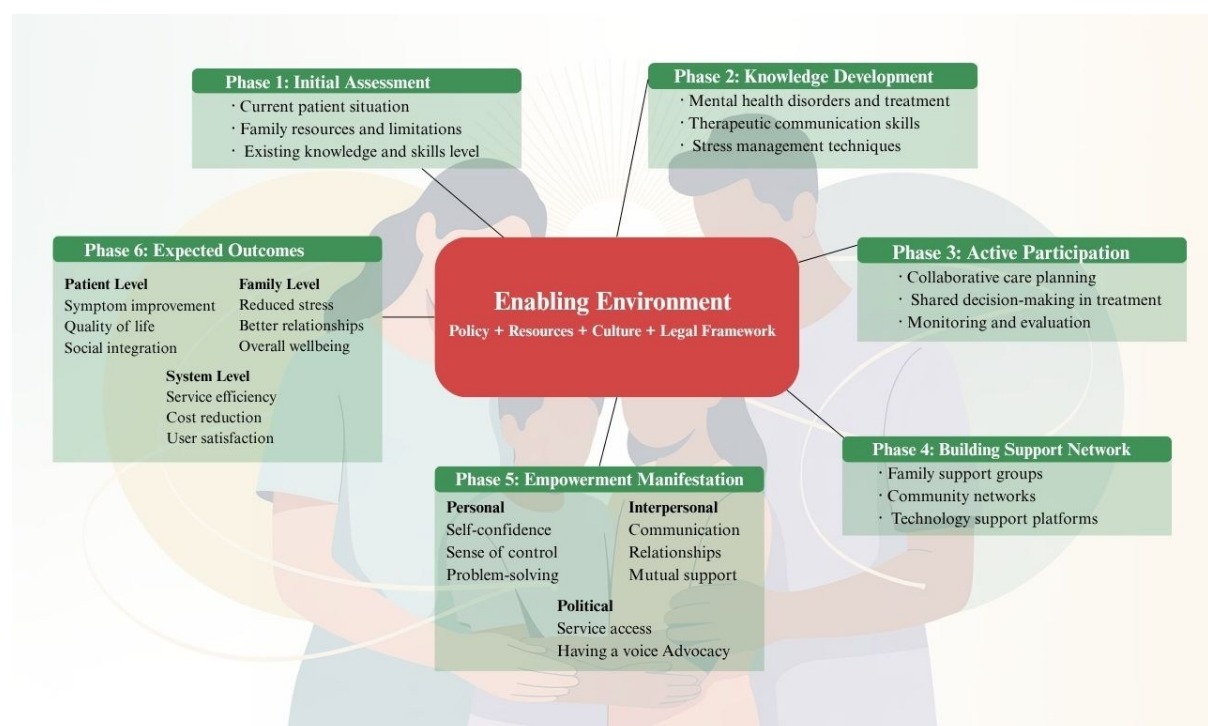 Phase 1: Initial Assessment
· Current patient situation
· Family resources and limitations
· Existing knowledge and skills level
Phase 2: Knowledge Development
· Mental health disorders and treatment
· Therapeutic communication skills
· Stress management techniques
Phase 3: Active Participation
· Collaborative care planning
· Shared decision-making in treatment
· Monitoring and evaluation
Phase 4: Building Support Network
· Family support groups
· Community networks
· Technology support platforms
Phase 5: Empowerment Manifestation
Personal
Self-confidence
Sense of control
Problem-solving
Interpersonal
Communication
Relationships
Mutual support
Political
Service access
Having a voice Advocacy
Phase 6: Expected Outcomes
Patient Level
Symptom improvement
Quality of life
Social integration
Family Level
Reduced stress
Better relationships
Overall wellbeing
System Level
Service efficiency
Cost reduction
User satisfaction
Enabling Environment
Policy + Resources + Culture + Legal Framework